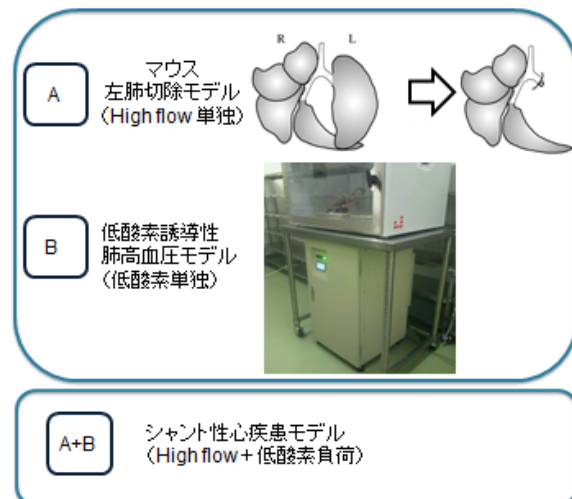 R L
A
マウス
左肺切除モデル
(High flow 単独)
B
低酸素誘導性
肺高血圧モデル
(低酸素単独)
A+B
シャント性心疾患モデル
(High flow+低酸素負荷)